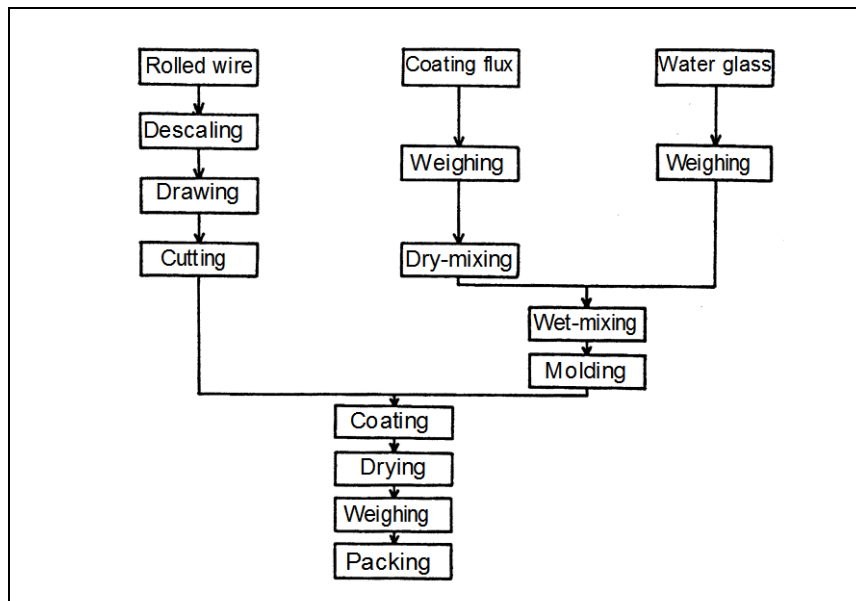 Rolled wire
Coating flux
Water glass
Descaling
Weighing
Weighing
Drawing
Cutting
Dry-mixing
Wet-mixing
Molding
Coating
Drying
Weighing
Packing